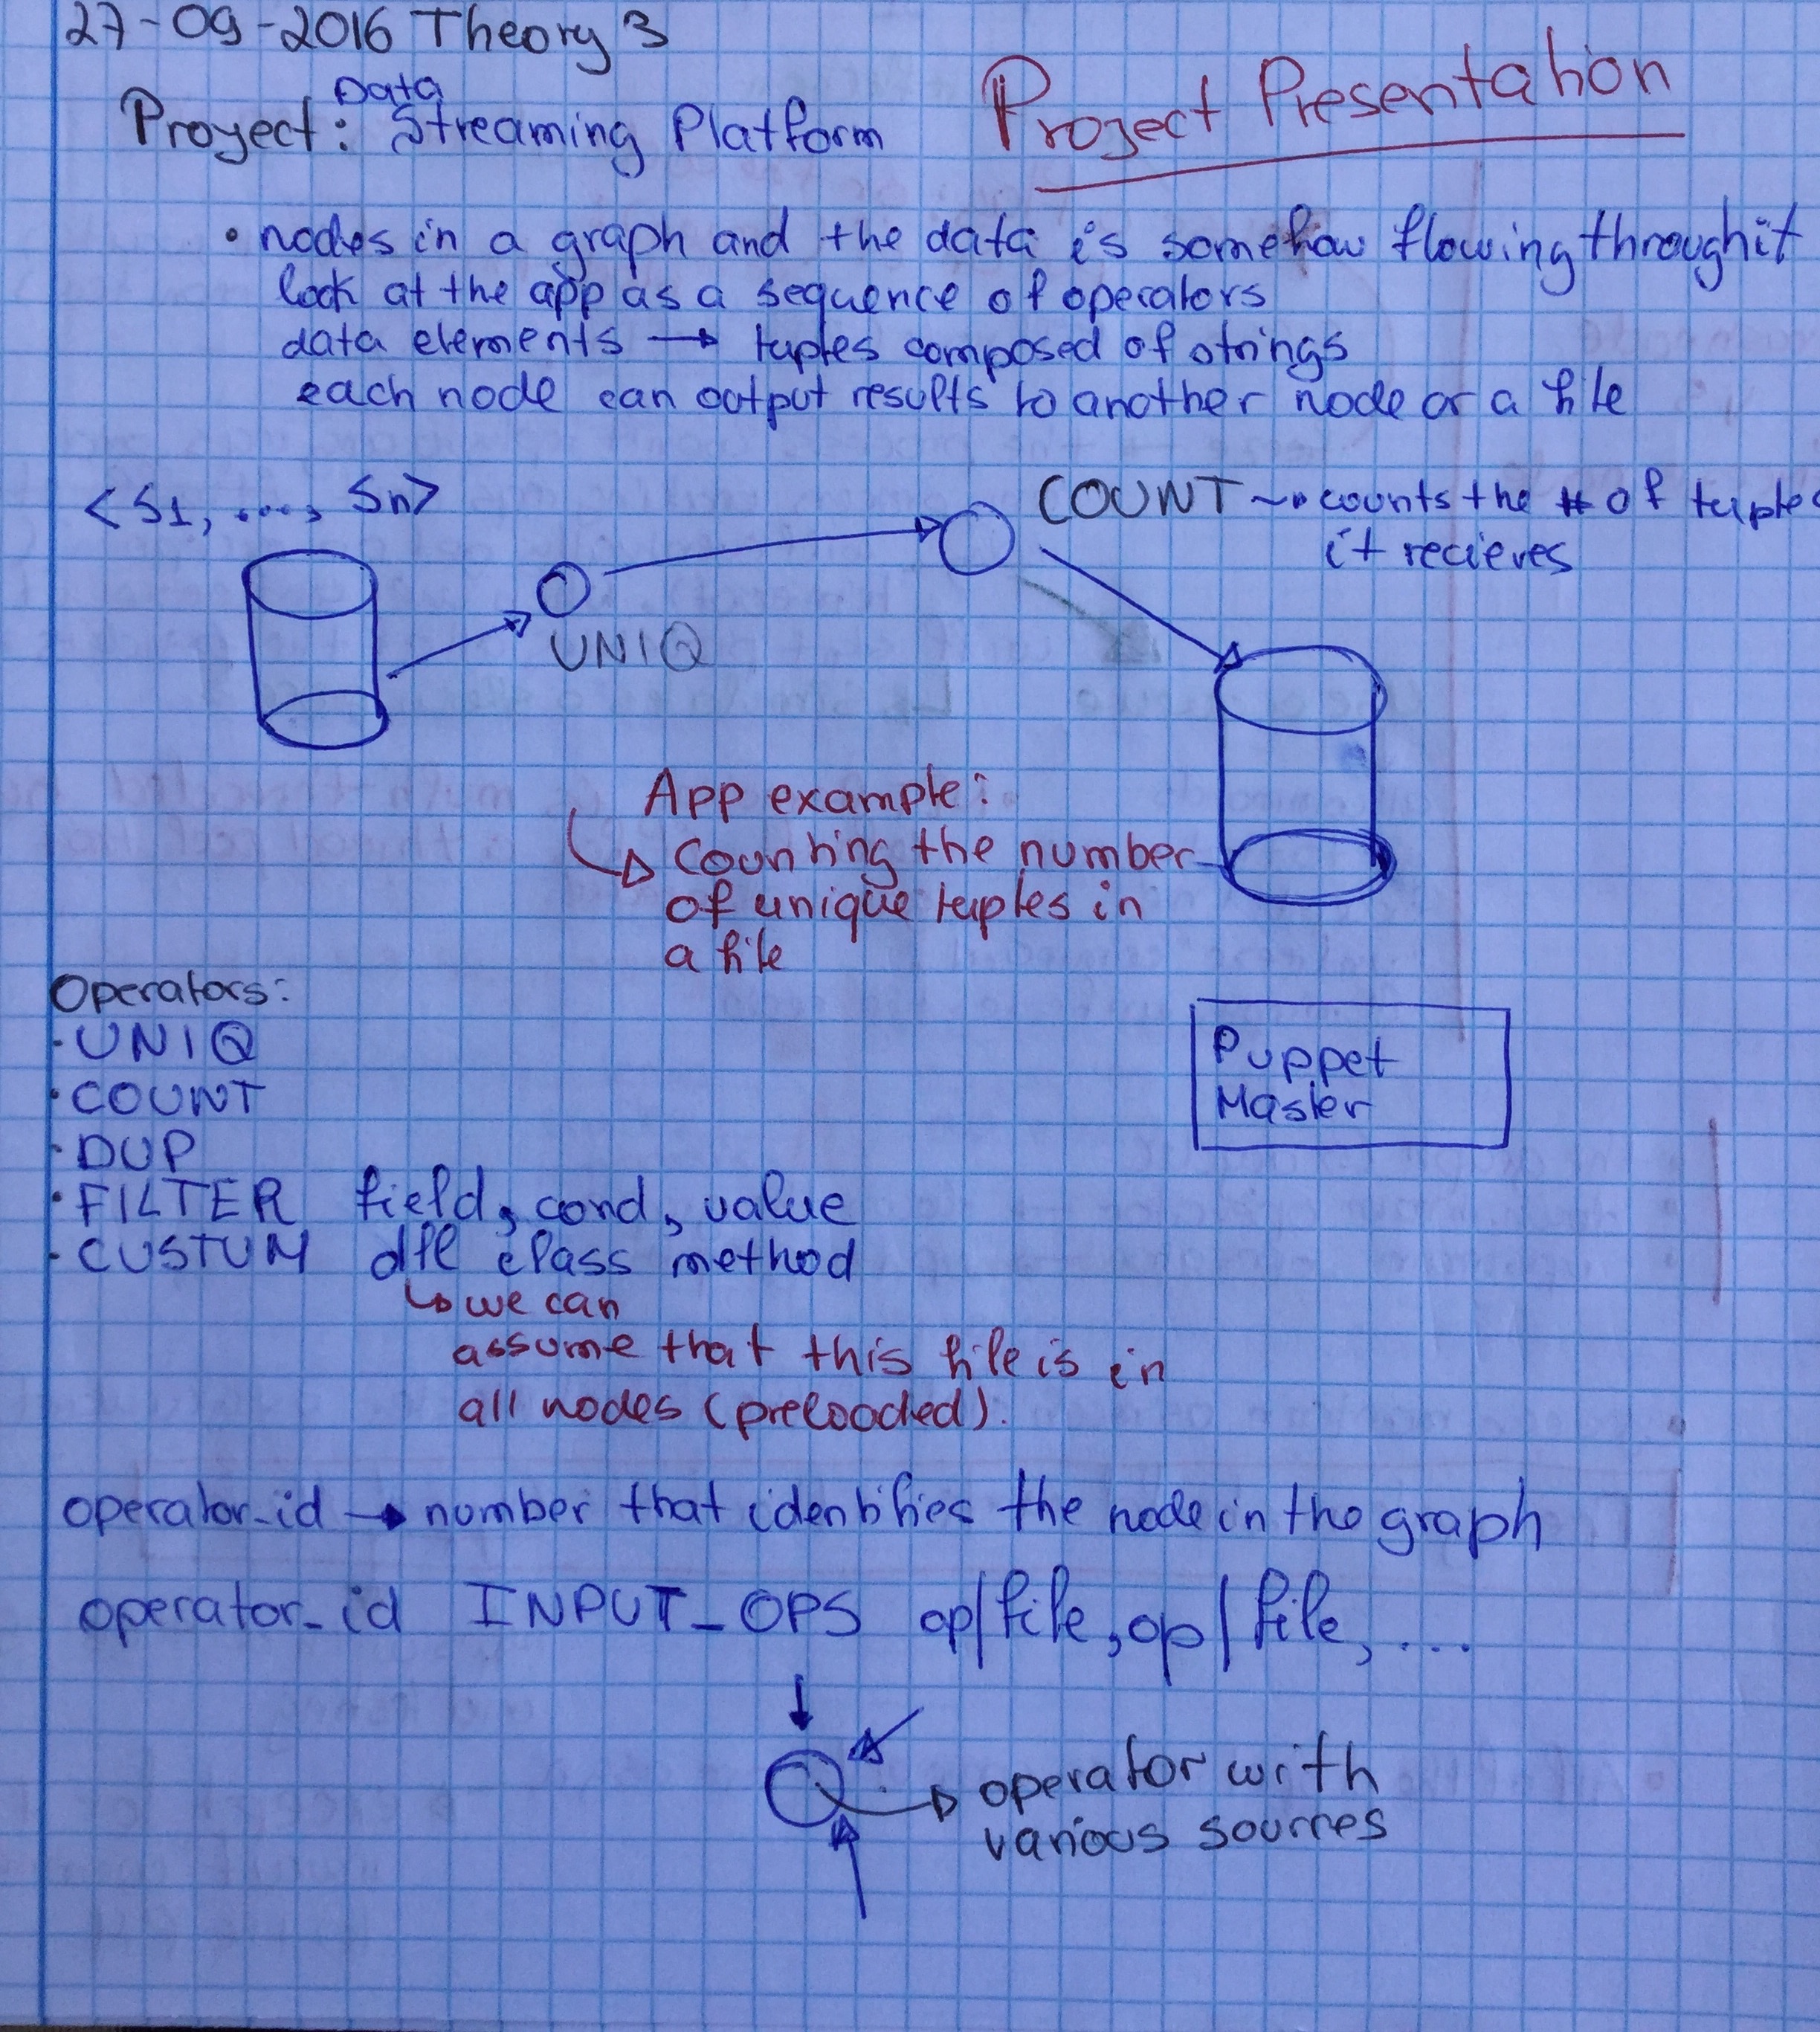 27-09-2016 Theory 3
Project Presentation
Data
Proyect: Streaming Platform
• nodes in a graph and the data is somehow flowing through it
look at the app as a sequence of operators
data elements → tuples composed of strings
each node can output results to another node or a file
<S1, ...., Sn>
COUNT → counts the # of tuples
it recieves
UNIQ
App example:
↳ Counting the number
of unique tuples in
a file
Operators:
· UNIQ
· COUNT
· DUP
· FILTER field, cond, value
· CUSTUM dll class method
↳ we can
assume that this file is in
all nodes (preloaded).
Puppet
Master
operator_id → number that identifies the node in the graph
operator_id INPUT_OPS op|file, op|file, ...
operator with
various sources